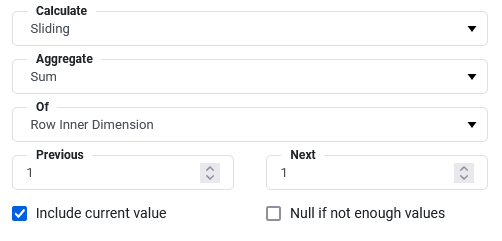 Calculate
Sliding
Aggregate
Sum
Of
Row Inner Dimension
Previous Next
1 1
Include current value Null if not enough values